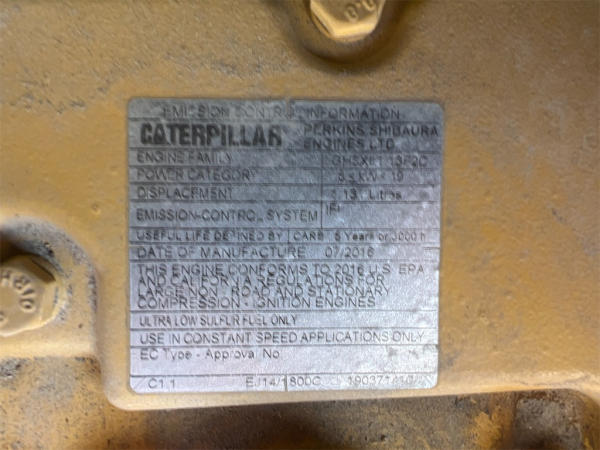 EMISSION CONTROL INFORMATION
CATERPILLAR PERKINS SHIBAURA
ENGINES LTD
ENGINE FAMILY
POWER CATEGORY
DISPLACEMENT Litres
EMISSION-CONTROL SYSTEM IFI
USEFUL LIFE DEFINED BY CARB 5 Years or 3000 h
DATE OF MANUFACTURE 07/2016
THIS ENGINE CONFORMS TO 2016 U.S. EPA
AND CALIFORNIA REGULATIONS FOR
LARGE NON-ROAD AND STATIONARY
COMPRESSION - IGNITION ENGINES
ULTRA LOW SULFUR FUEL ONLY
USE IN CONSTANT SPEED APPLICATIONS ONLY
EC Type - Approval No
C1.1 EJ14/1800C